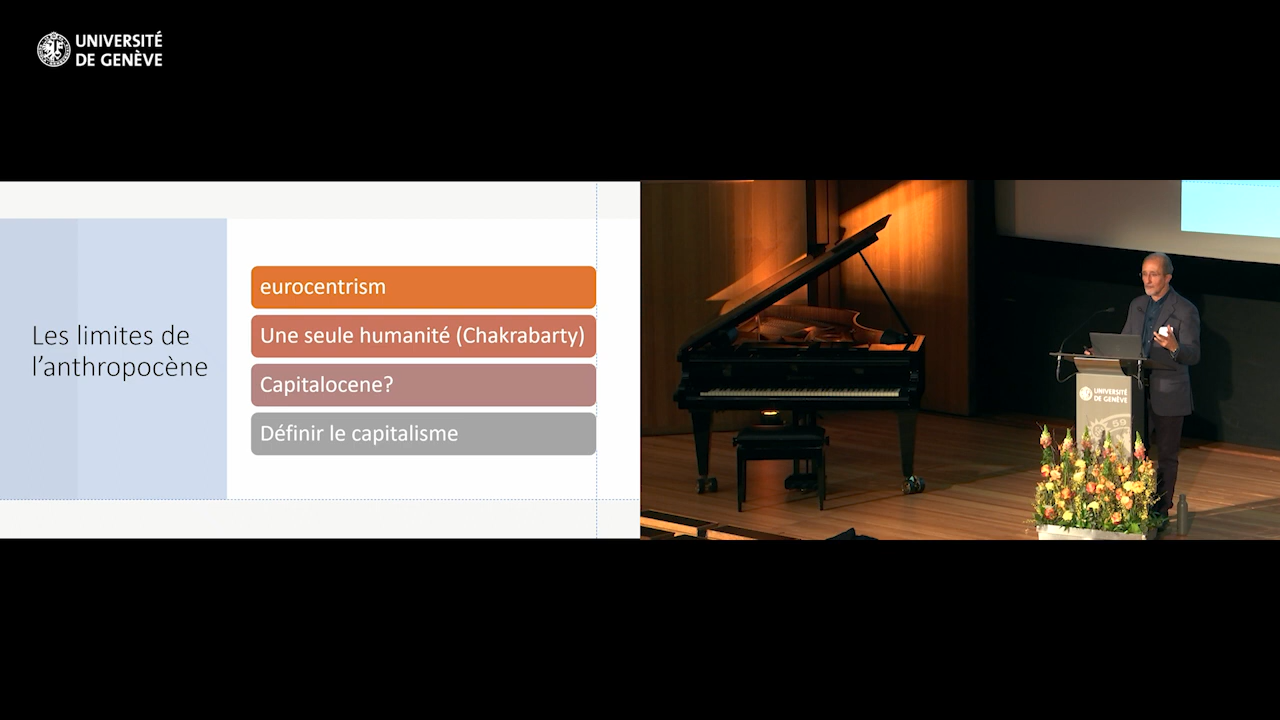 UNIVERSITÉ
DE GENÈVE
Les limites de
l’anthropocène
eurocentrism
Une seule humanité (Chakrabarty)
Capitalocene?
Définir le capitalisme
UNIVERSITÉ
DE GENÈVE